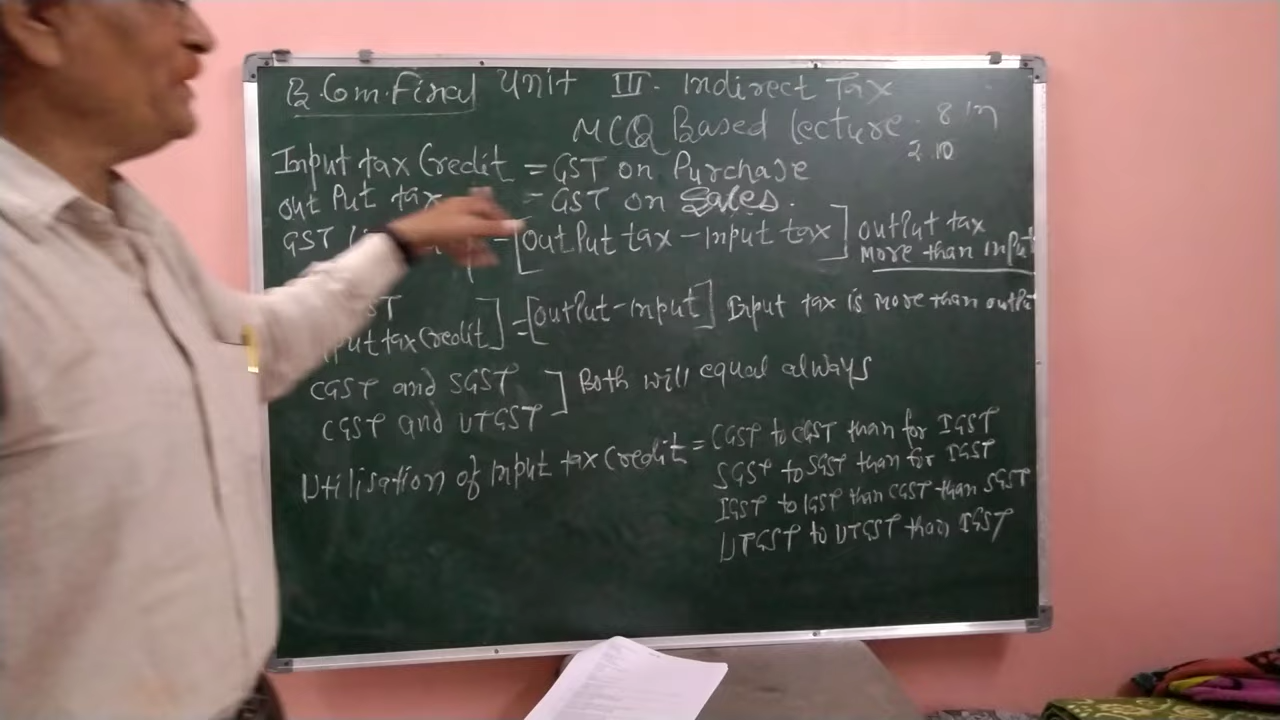 B.Com.Final Unit III. Indirect Tax
MCQ Based lecture. 8 in
2.10
Input tax Credit = GST on Purchase
out Put tax = GST on Sales.
GST - [outPut tax - Input tax] outPut tax more than input
ST
put tax Credit] = [outPut - input] Input tax is more than outPu
CGST and SGST
CGST and UTGST ] Both will equal always
Utilisation of input tax Credit = CGST to CGST than for IGST
SGST to SGST than for IGST
IGST to IGST than CGST than SGST
UTGST to UTGST than IGST